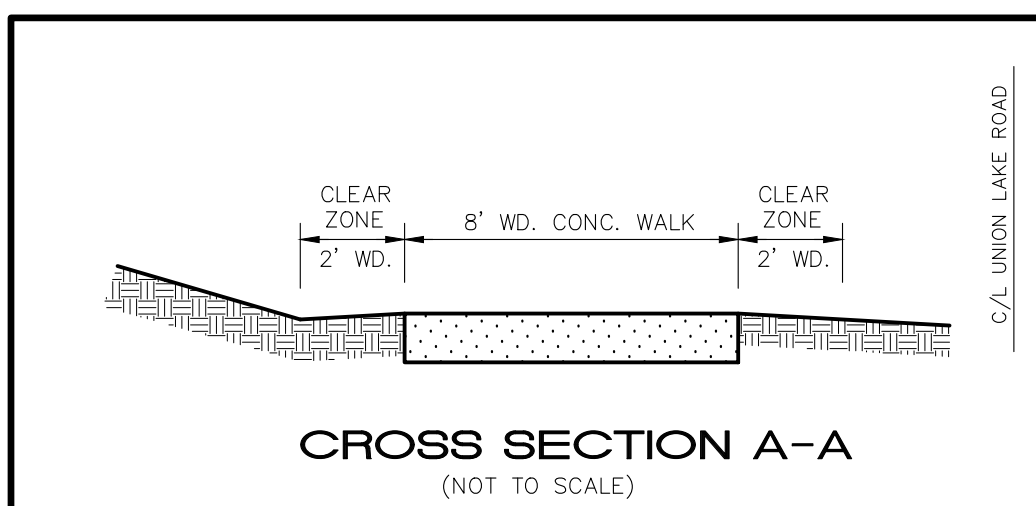 CLEAR
ZONE
2' WD.
8' WD. CONC. WALK
CLEAR
ZONE
2' WD.
C/L UNION LAKE ROAD
CROSS SECTION A-A
(NOT TO SCALE)